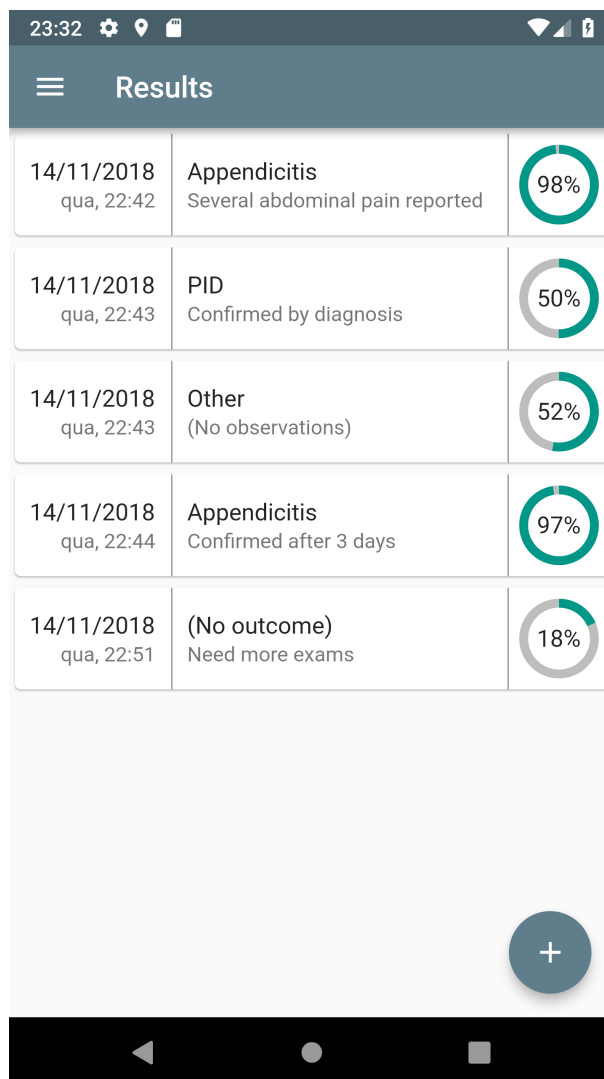 23:32
Results
14/11/2018
qua, 22:42
Appendicitis
Several abdominal pain reported
98%
14/11/2018
qua, 22:43
PID
Confirmed by diagnosis
50%
14/11/2018
qua, 22:43
Other
(No observations)
52%
14/11/2018
qua, 22:44
Appendicitis
Confirmed after 3 days
97%
14/11/2018
qua, 22:51
(No outcome)
Need more exams
18%
+